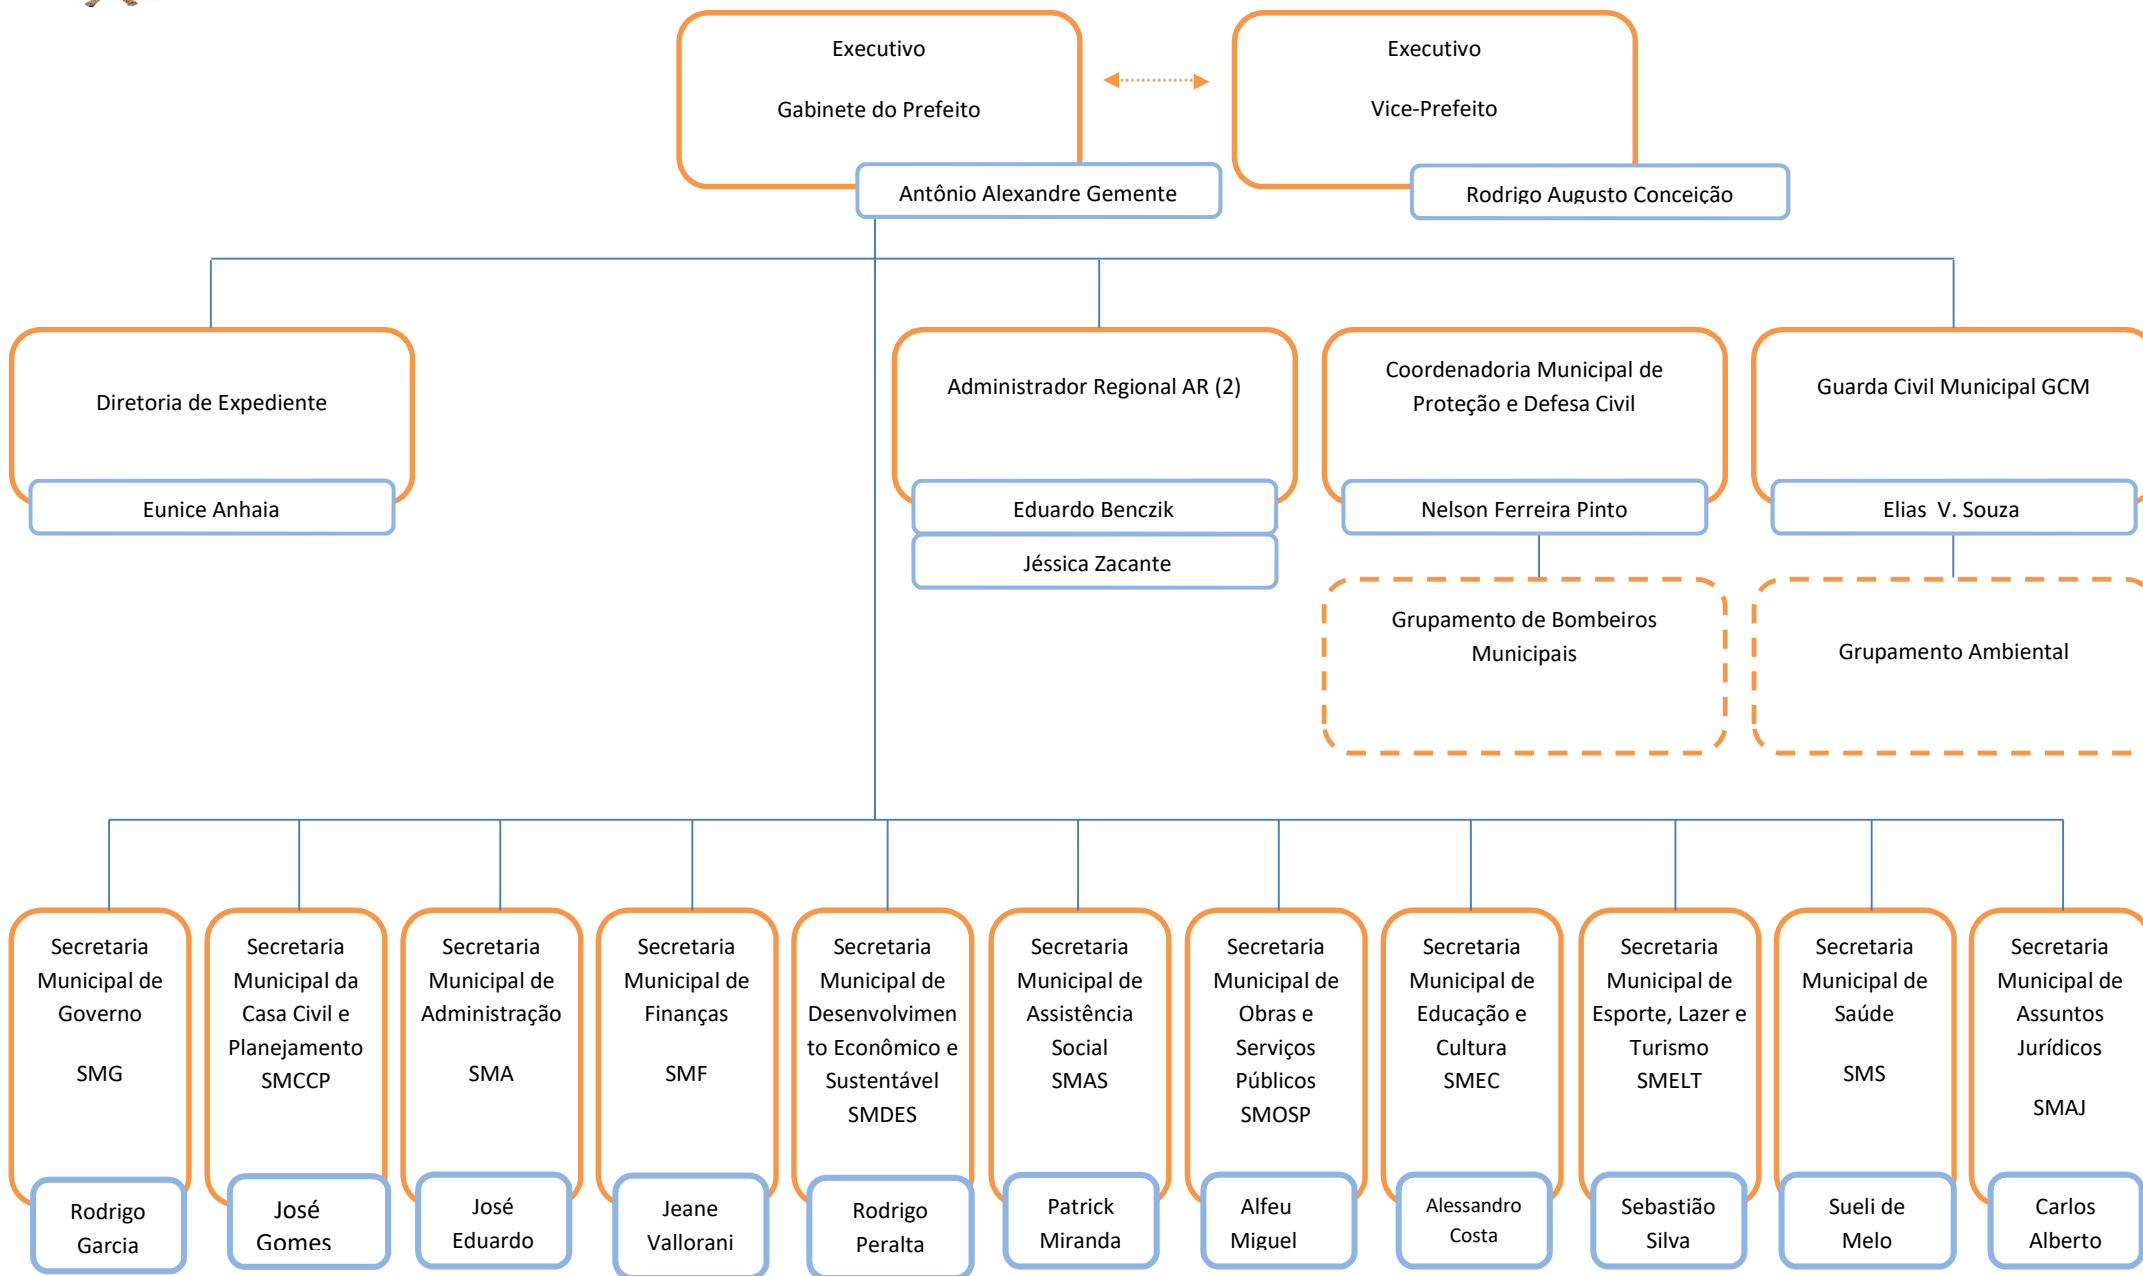 Executivo
Gabinete do Prefeito
Antônio Alexandre Gemente
Executivo
Vice-Prefeito
Rodrigo Augusto Conceição
Diretoria de Expediente
Eunice Anhaia
Administrador Regional AR (2)
Eduardo Benczik
Jéssica Zacante
Coordenadoria Municipal de
Proteção e Defesa Civil
Nelson Ferreira Pinto
Guarda Civil Municipal GCM
Elias V. Souza
Grupamento de Bombeiros
Municipais
Grupamento Ambiental
Secretaria
Municipal de
Governo
SMG
Rodrigo
Garcia
Secretaria
Municipal da
Casa Civil e
Planejamento
SMCCP
José
Gomes
Secretaria
Municipal de
Administração
SMA
José
Eduardo
Secretaria
Municipal de
Finanças
SMF
Jeane
Vallorani
Secretaria
Municipal de
Desenvolvimen
to Econômico e
Sustentável
SMDES
Rodrigo
Peralta
Secretaria
Municipal de
Assistência
Social
SMAS
Patrick
Miranda
Secretaria
Municipal de
Obras e
Serviços
Públicos
SMOSP
Alfeu
Miguel
Secretaria
Municipal de
Educação e
Cultura
SMEC
Alessandro
Costa
Secretaria
Municipal de
Esporte, Lazer e
Turismo
SMELT
Sebastião
Silva
Secretaria
Municipal de
Saúde
SMS
Sueli de
Melo
Secretaria
Municipal de
Assuntos
Jurídicos
SMAJ
Carlos
Alberto